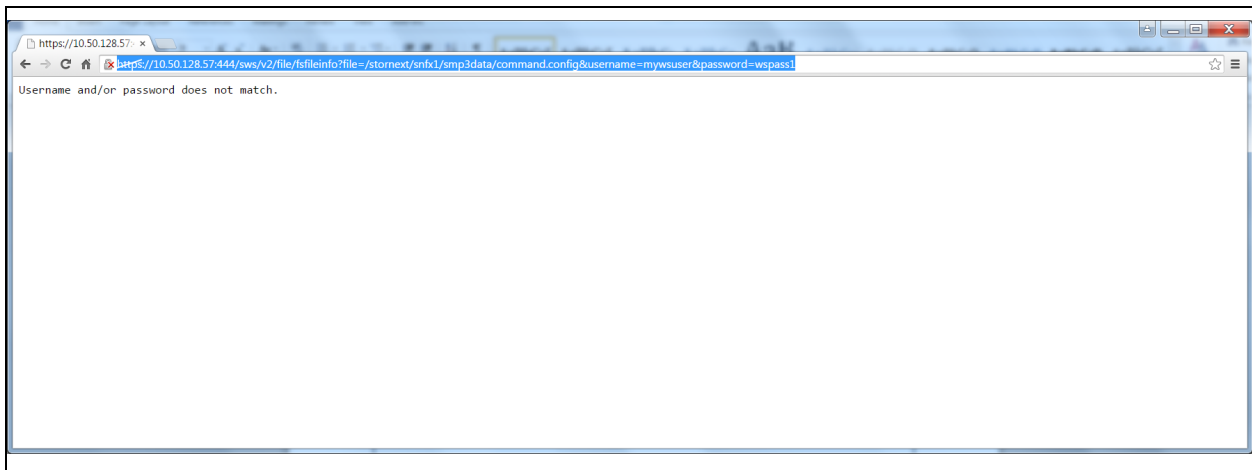 https://10.50.128.57:
https://10.50.128.57:444/sws/v2/file/fsfileinfo?file=/stornext/snfx1/smp3data/command.config&username=mywsuser&password=wspass1
Username and/or password does not match.